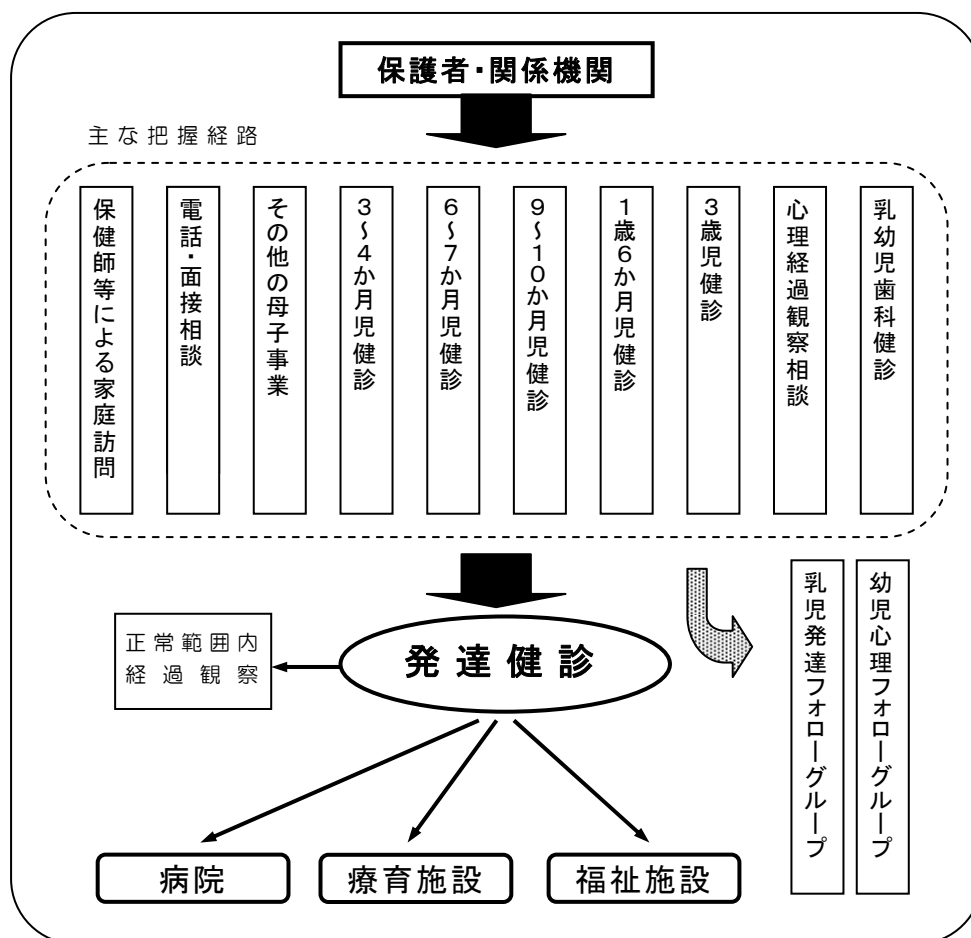 保護者・関係機関
主な把握経路
保健師等による家庭訪問
電話・面接相談
その他の母子事業
３～４か月児健診
６～７か月児健診
９～１０か月児健診
１歳６か月児健診
３歳児健診
心理経過観察相談
乳幼児歯科健診
正常範囲内
経過観察
発達健診
乳児発達フォローグループ
幼児心理フォローグループ
病院
療育施設
福祉施設